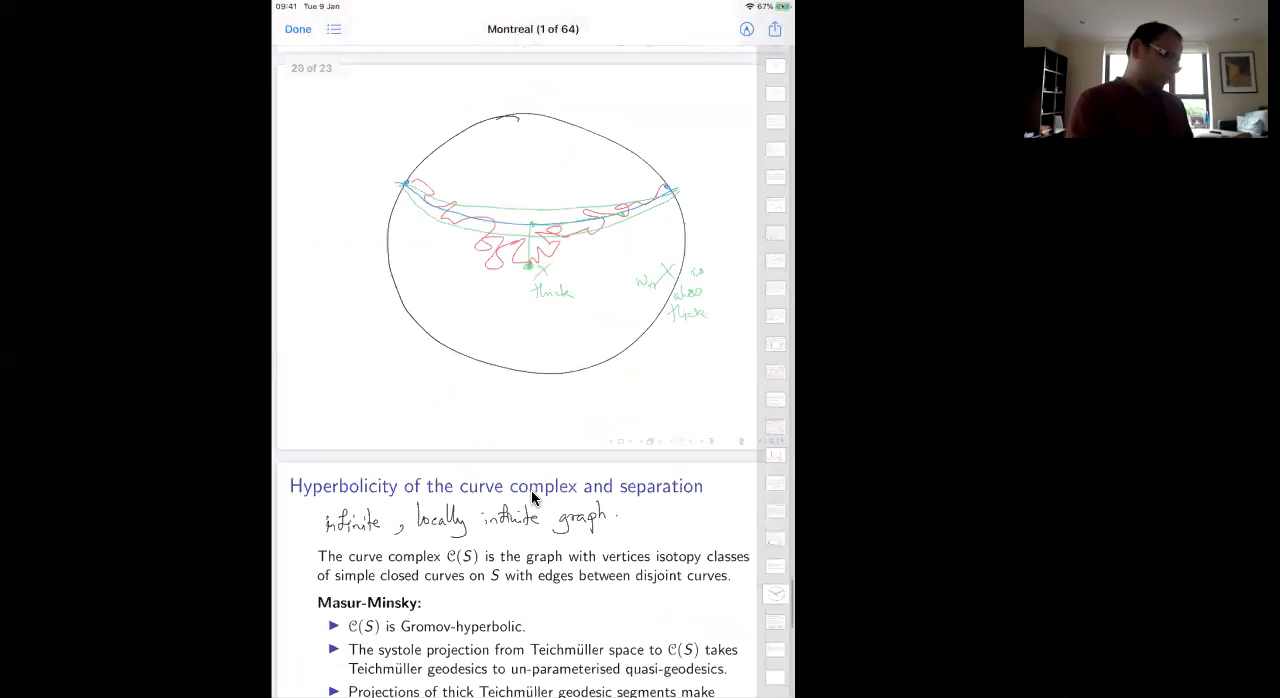 09:41 Tue 9 Jan
67%
Done
Montreal (1 of 64)
20 of 23
thick
is
also
thick
Hyperbolicity of the curve complex and separation
infinite, locally infinite graph.
The curve complex C(S) is the graph with vertices isotopy classes
of simple closed curves on S with edges between disjoint curves.
Masur-Minsky:
▶ C(S) is Gromov-hyperbolic.
▶ The systole projection from Teichmüller space to C(S) takes
Teichmüller geodesics to un-parameterised quasi-geodesics.
▶ Projections of thick Teichmüller geodesic segments make